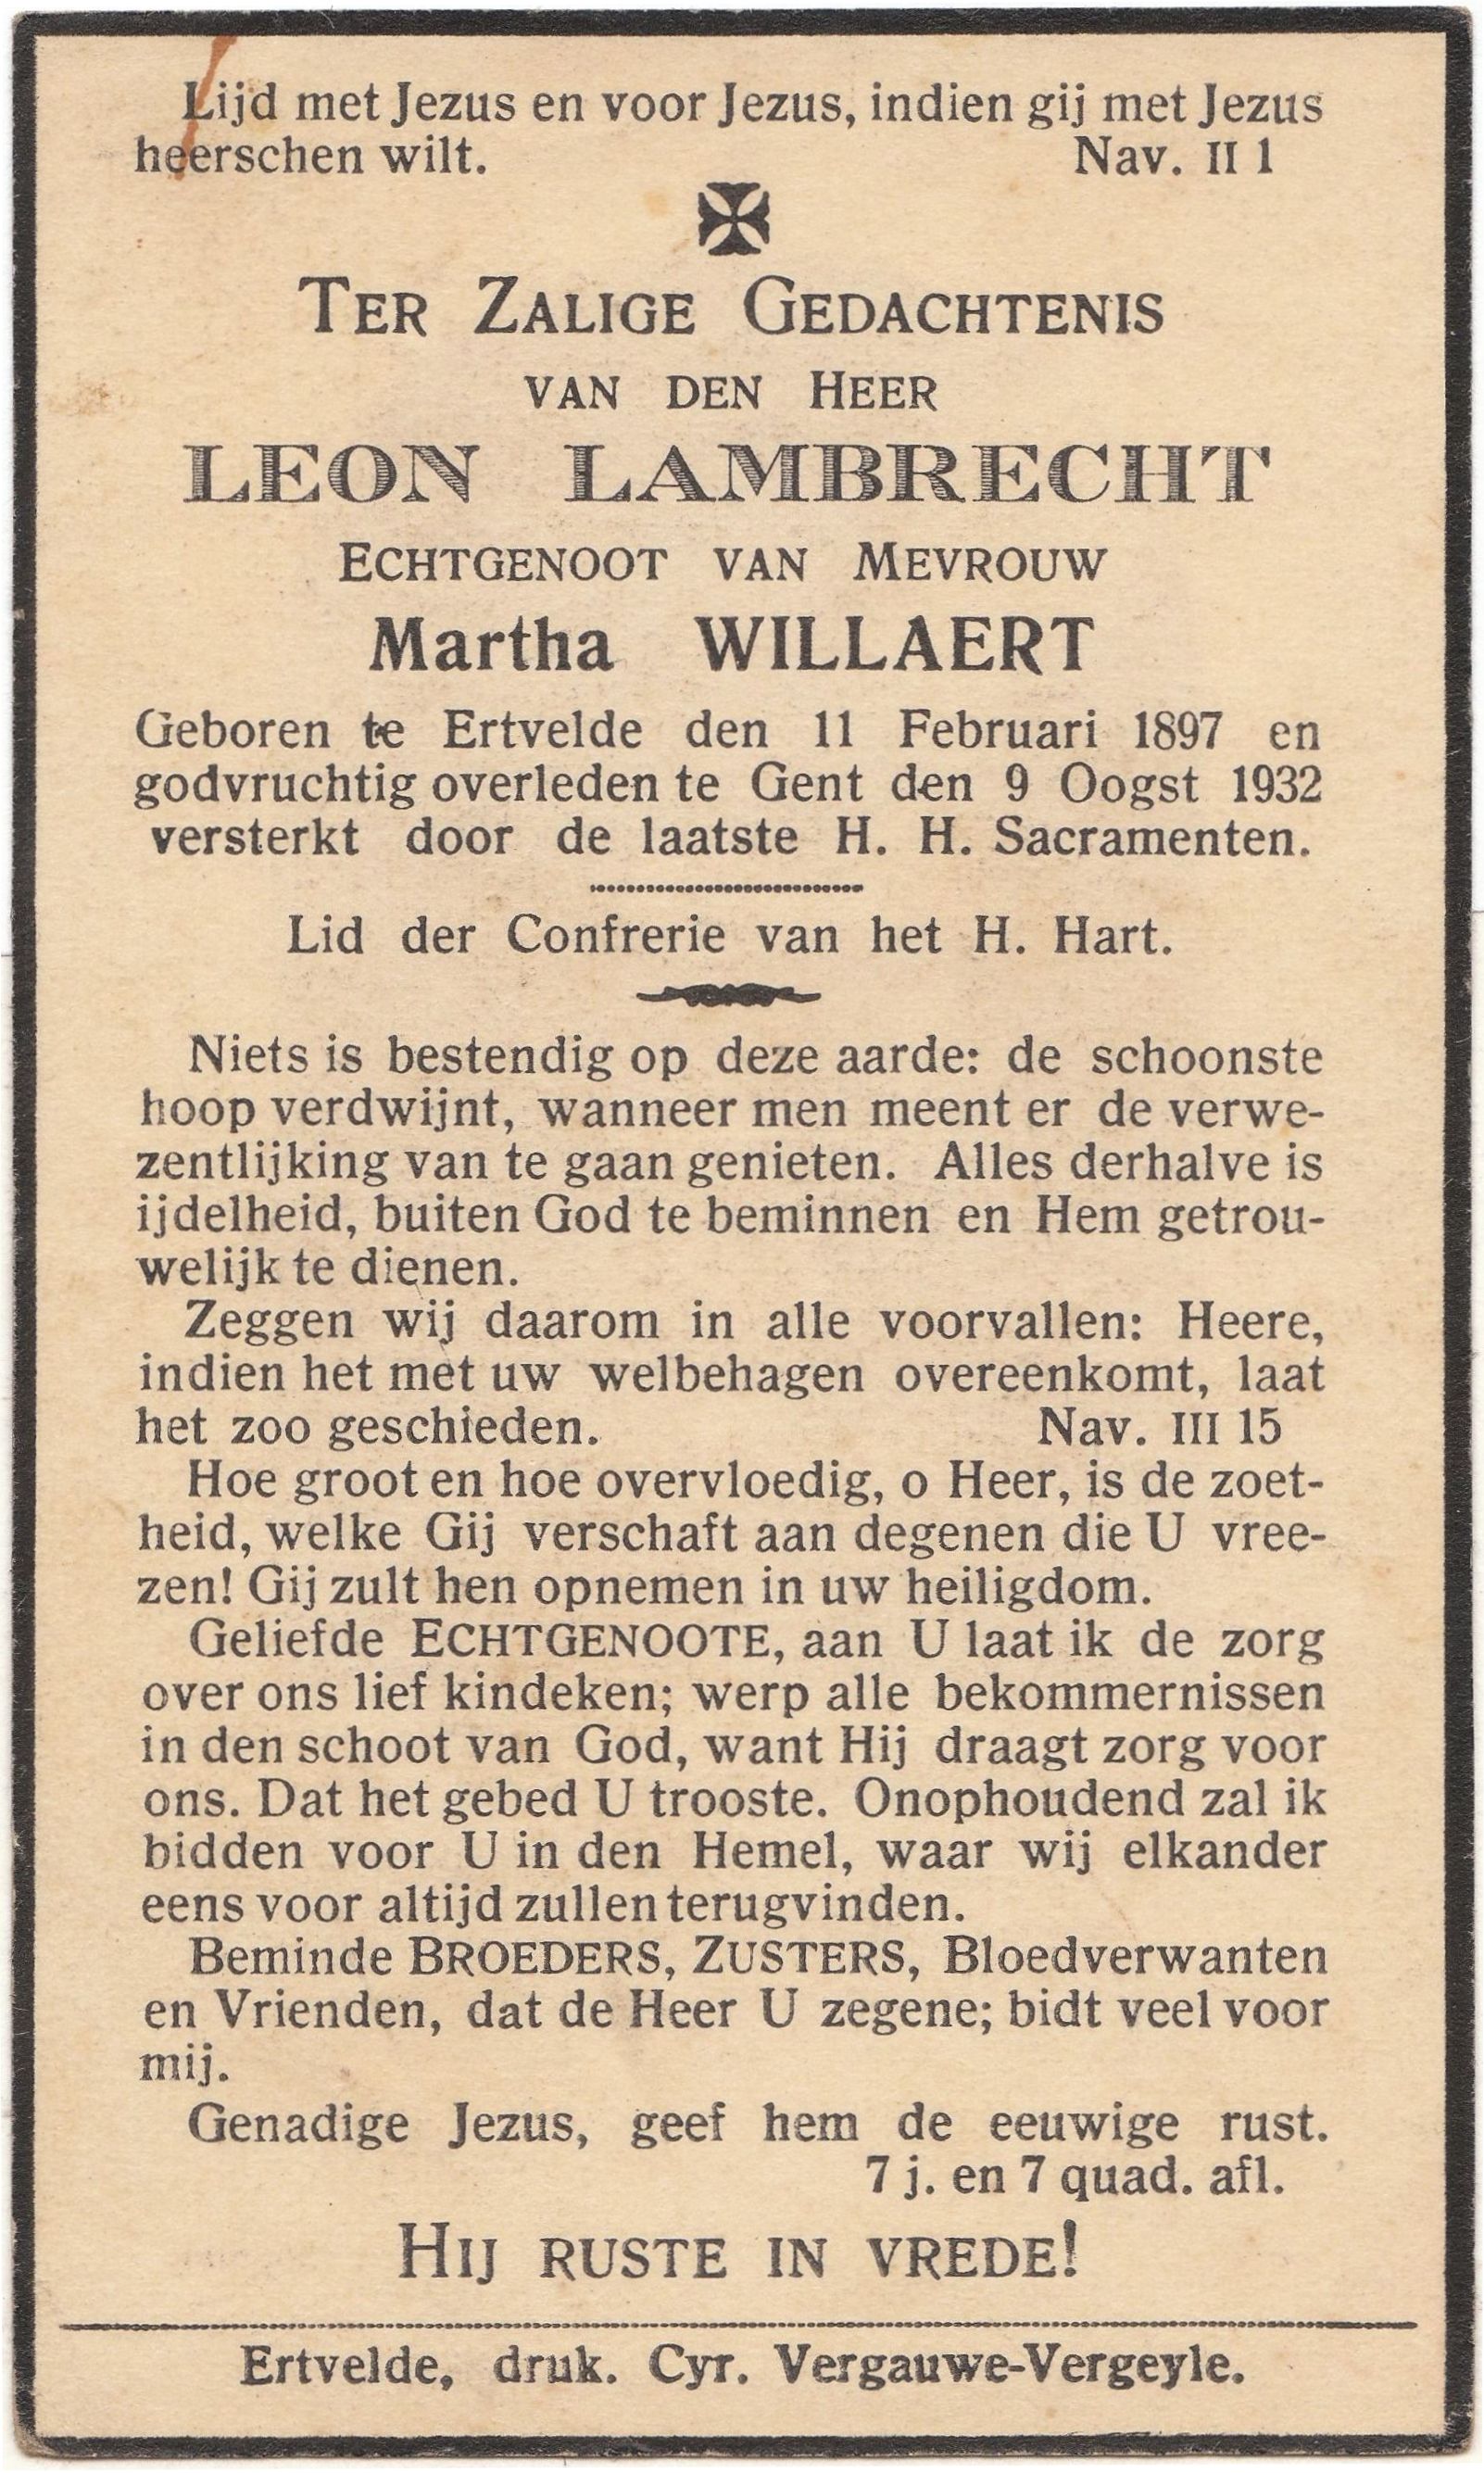 Lijd met Jezus en voor Jezus, indien gij met Jezus
heerschen wilt. Nav. II 1
TER ZALIGE GEDACHTENIS
VAN DEN HEER
LEON LAMBRECHT
ECHTGENOOT VAN MEVROUW
Martha WILLAERT
Geboren te Ertvelde den 11 Februari 1897 en
godvruchtig overleden te Gent den 9 Oogst 1932
versterkt door de laatste H. H. Sacramenten.
Lid der Confrerie van het H. Hart.
Niets is bestendig op deze aarde: de schoonste
hoop verdwijnt, wanneer men meent er de verwe-
zentlijking van te gaan genieten. Alles derhalve is
ijdelheid, buiten God te beminnen en Hem getrou-
welijk te dienen.
Zeggen wij daarom in alle voorvallen: Heere,
indien het met uw welbehagen overeenkomt, laat
het zoo geschieden. Nav. III 15
Hoe groot en hoe overvloedig, o Heer, is de zoet-
heid, welke Gij verschaft aan degenen die U vree-
zen! Gij zult hen opnemen in uw heiligdom.
Geliefde ECHTGENOOTE, aan U laat ik de zorg
over ons lief kindeken; werp alle bekommernissen
in den schoot van God, want Hij draagt zorg voor
ons. Dat het gebed U trooste. Onophoudend zal ik
bidden voor U in den Hemel, waar wij elkander
eens voor altijd zullen terugvinden.
Beminde BROEDERS, ZUSTERS, Bloedverwanten
en Vrienden, dat de Heer U zegene; bidt veel voor
mij.
Genadige Jezus, geef hem de eeuwige rust.
7 j. en 7 quad. afl.
HIJ RUSTE IN VREDE!
Ertvelde, druk. Cyr. Vergauwe-Vergeyle.